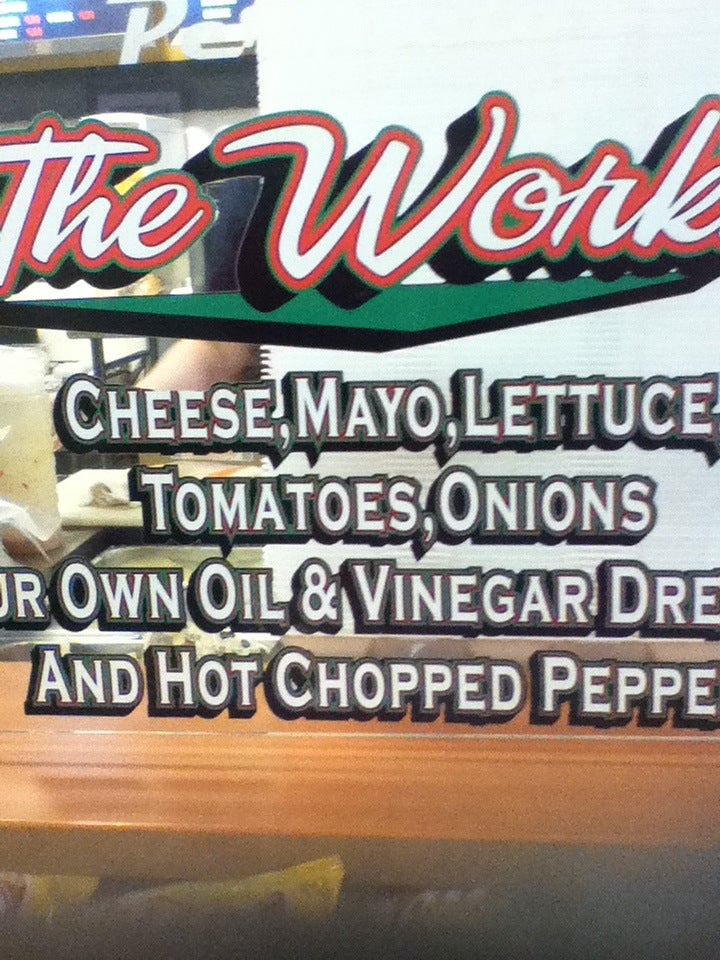 The Work
CHEESE, MAYO, LETTUCE,
TOMATOES, ONIONS
UR OWN OIL & VINEGAR DRE
AND HOT CHOPPED PEPPE